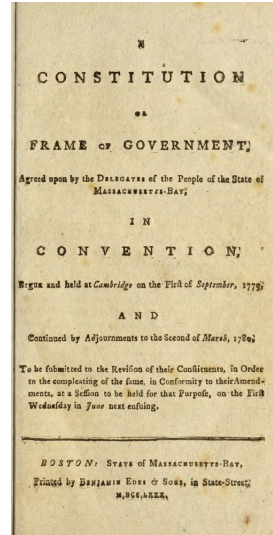 A
CONSTITUTION
OR
FRAME OF GOVERNMENT,
Agreed upon by the DELEGATES of the People of the State of
MASSACHUSETTS-BAY,
IN
CONVENTION,
Begun and held at Cambridge on the First of September, 1779,
AND
Continued by Adjournments to the Second of March, 1780,
To be submitted to the Revision of their Constituents, in Order
to the compleating of the same, in Conformity to their Amend-
ments, at a Session to be held for that Purpose, on the First
Wednesday in June next ensuing.
BOSTON: STATE OF MASSACHUSETTS-BAY,
Printed by BENJAMIN EDES & SONS, in State-Street,
M,DCC,LXXX.